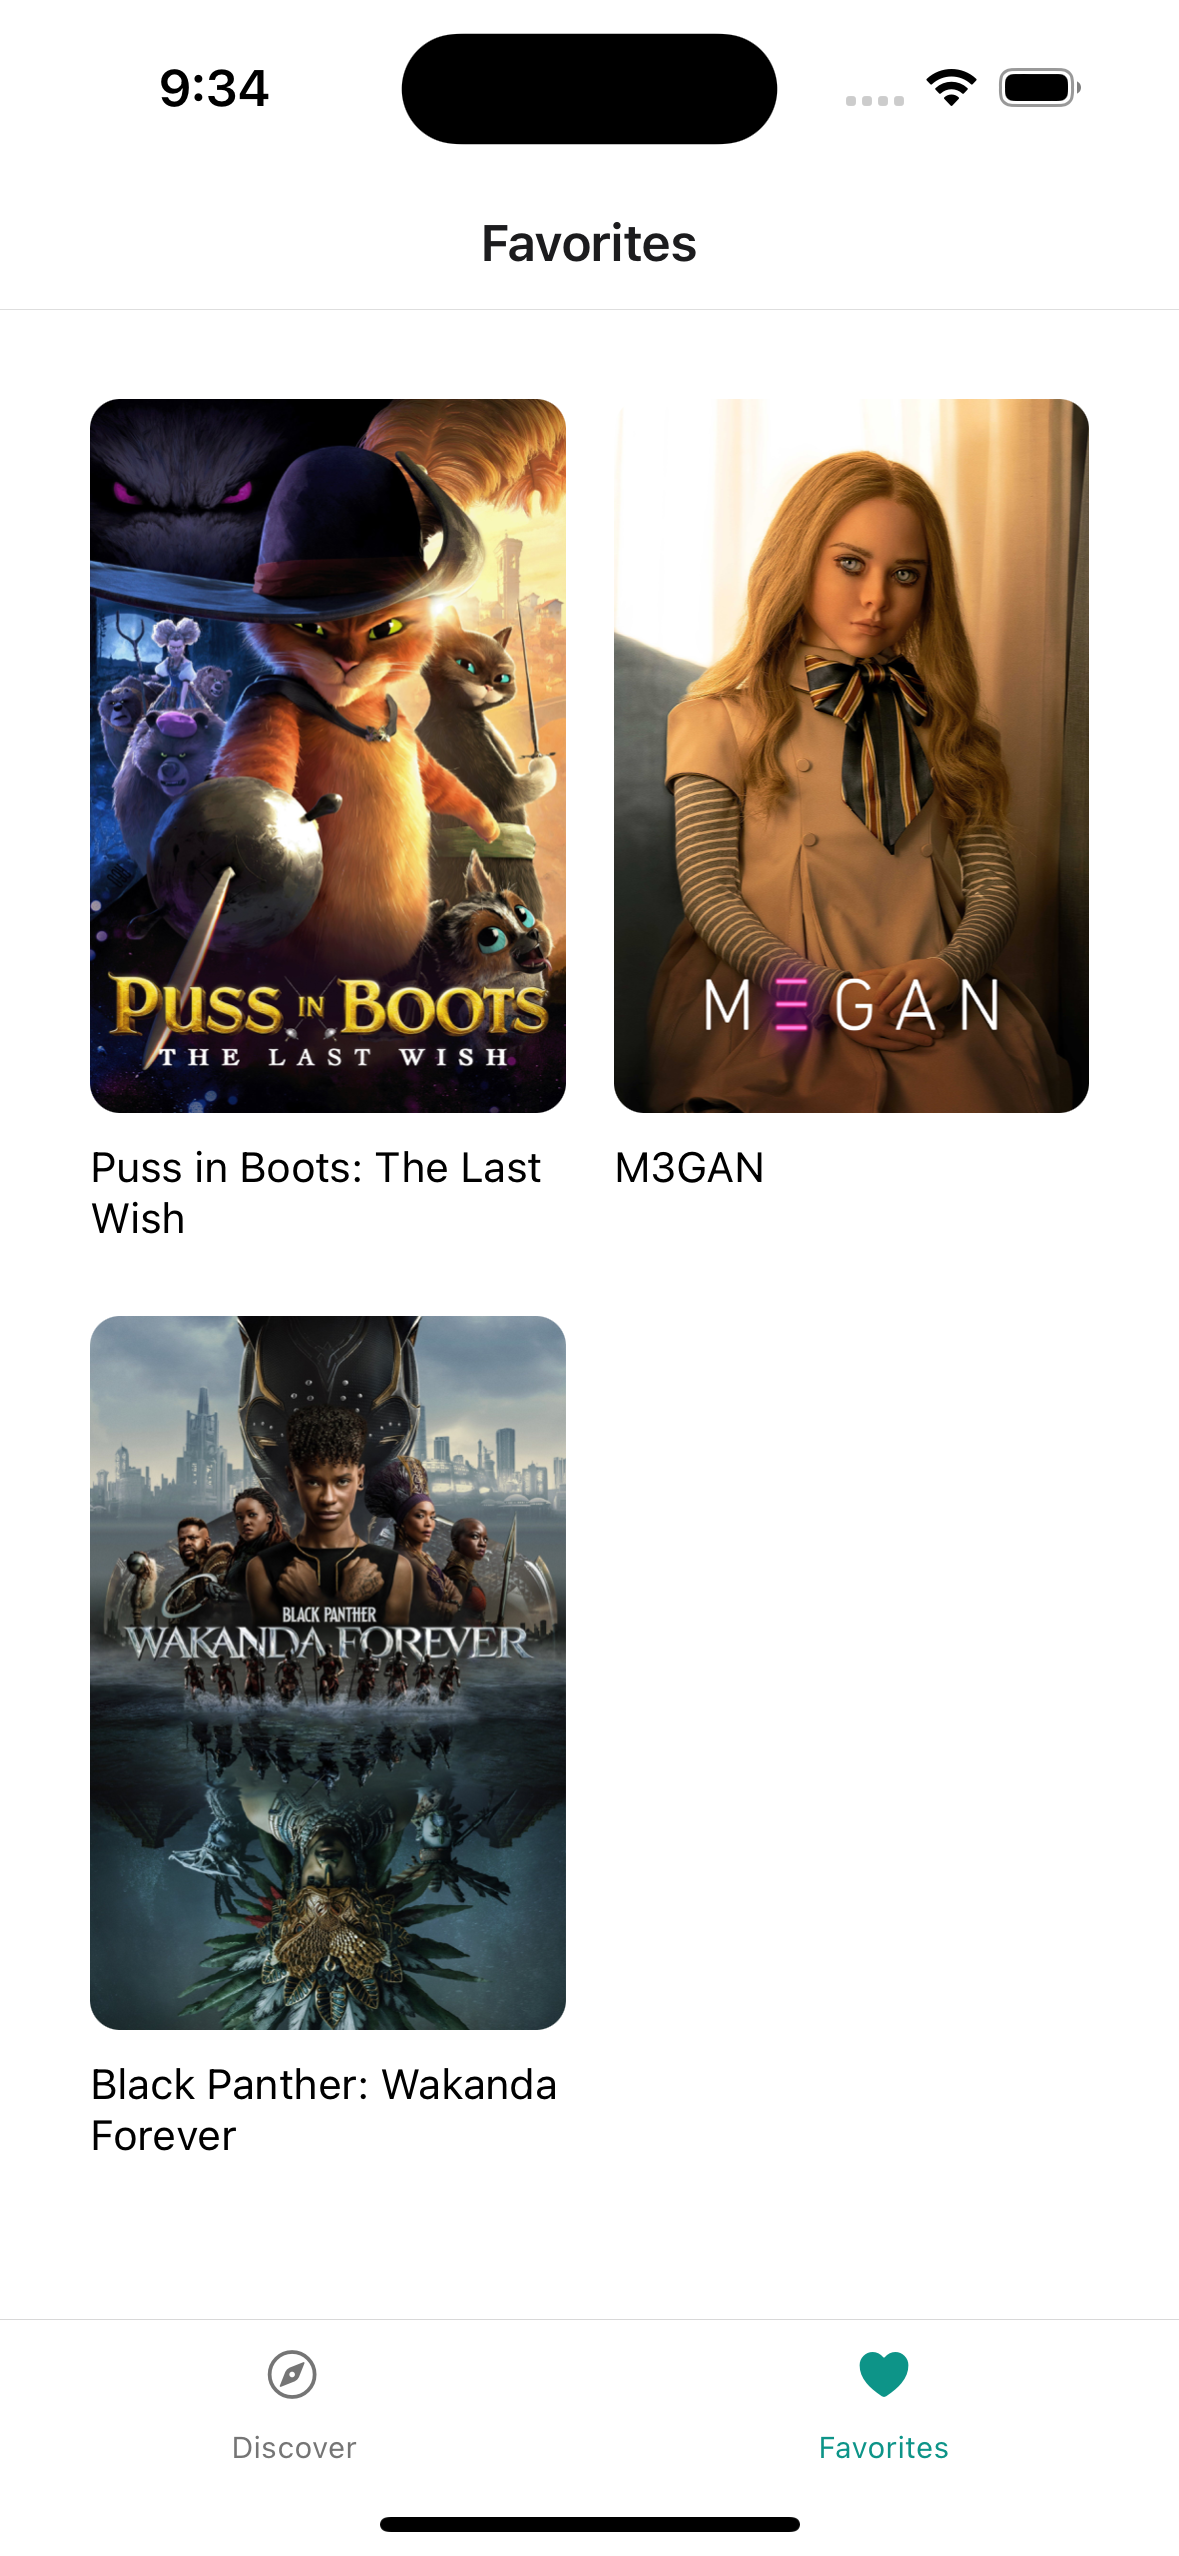 9:34
Favorites
PUSS IN BOOTS
THE LAST WISH
MΞGAN
Puss in Boots: The Last
Wish
M3GAN
BLACK PANTHER
WAKANDA FOREVER
Black Panther: Wakanda
Forever
Discover
Favorites